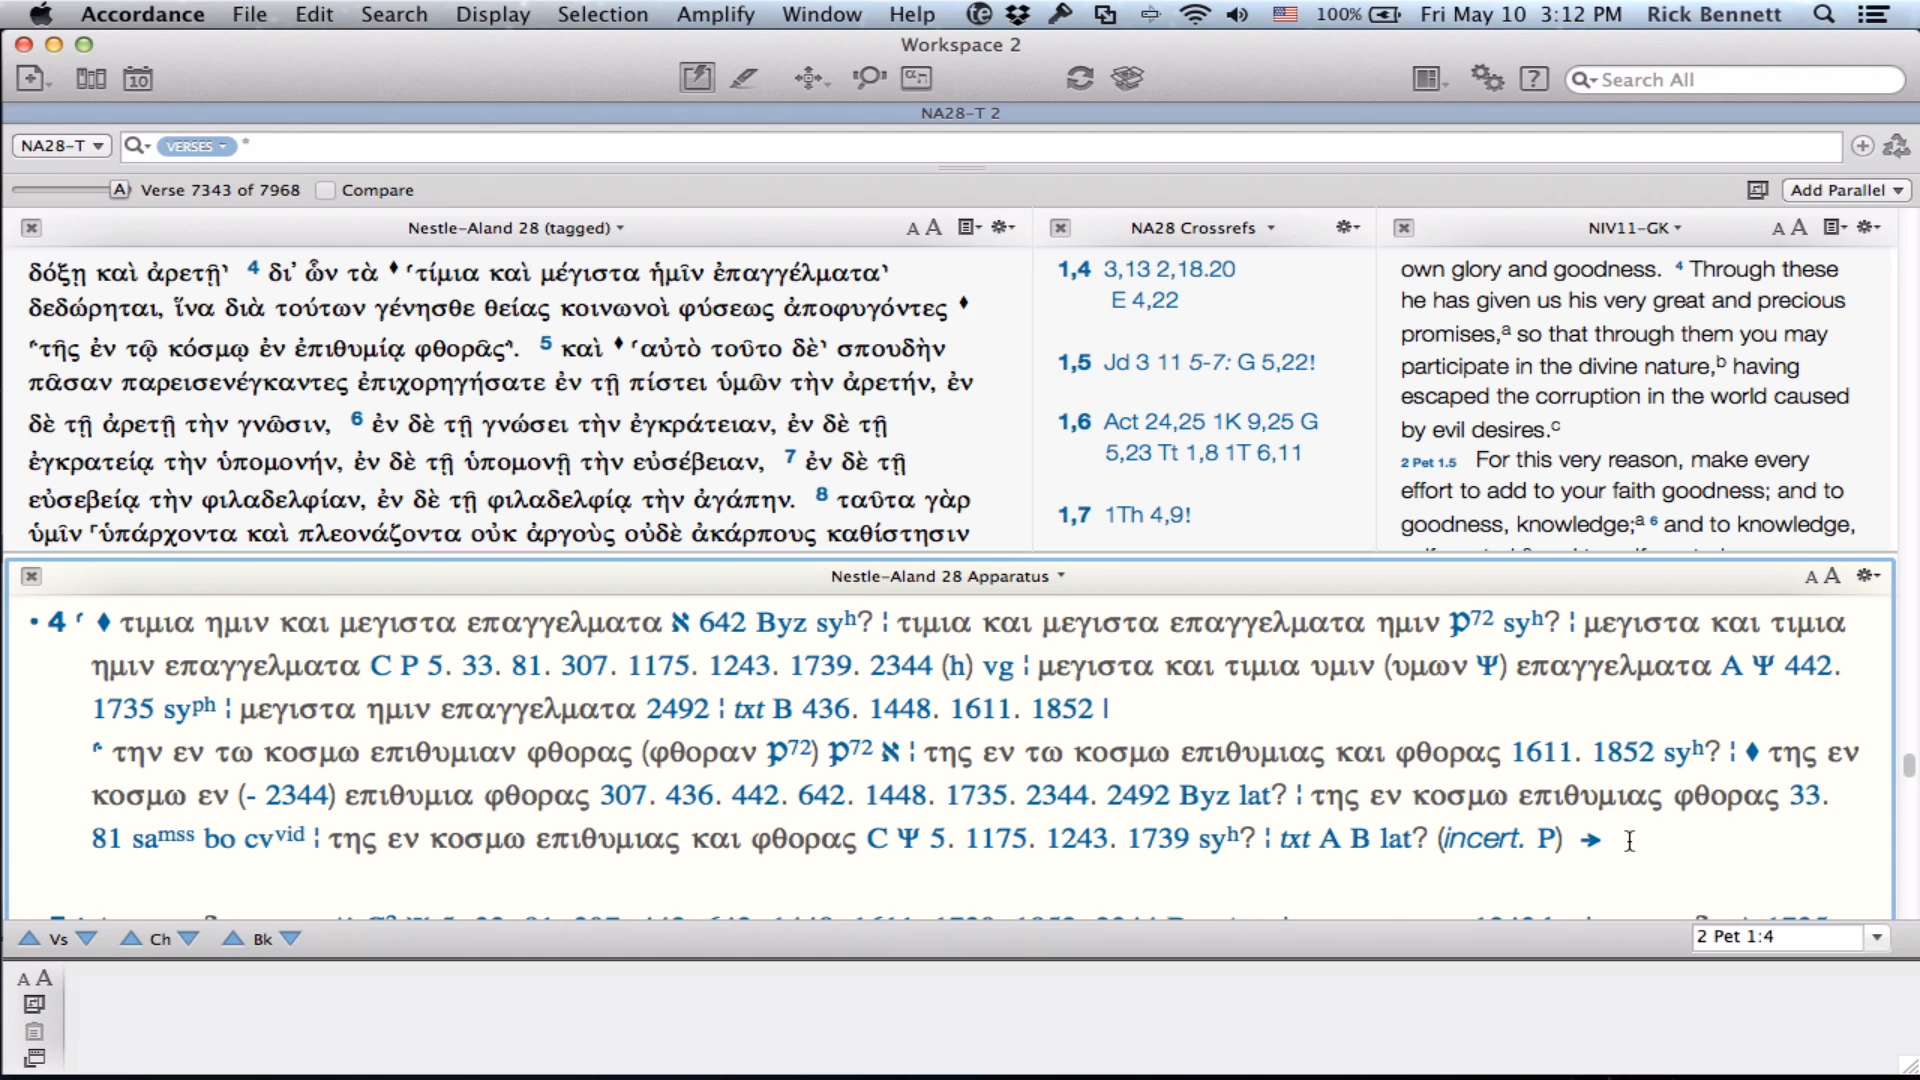 Accordance File Edit Search Display Selection Amplify Window Help 100% Fri May 10 3:12 PM Rick Bennett
Workspace 2
10 Search All
NA28-T 2
NA28-T VERSES *
A Verse 7343 of 7968 Compare Add Parallel
Nestle-Aland 28 (tagged) A A
δόξῃ καὶ ἀρετῇ⸃ 4 δι’ ὧν τὰ ♦ ⸂τίμια καὶ μέγιστα ἡμῖν ἐπαγγέλματα⸃
δεδώρηται, ἵνα διὰ τούτων γένησθε θείας κοινωνοὶ φύσεως ἀποφυγόντες ♦
⸄τῆς ἐν τῷ κόσμῳ ἐν ἐπιθυμίᾳ φθορᾶς⸅. 5 καὶ ♦ ⸂αὐτὸ τοῦτο δὲ⸃ σπουδὴν
πᾶσαν παρεισενέγκαντες ἐπιχορηγήσατε ἐν τῇ πίστει ὑμῶν τὴν ἀρετήν, ἐν
δὲ τῇ ἀρετῇ τὴν γνῶσιν, 6 ἐν δὲ τῇ γνώσει τὴν ἐγκράτειαν, ἐν δὲ τῇ
ἐγκρατείᾳ τὴν ὑπομονήν, ἐν δὲ τῇ ὑπομονῇ τὴν εὐσέβειαν, 7 ἐν δὲ τῇ
εὐσεβείᾳ τὴν φιλαδελφίαν, ἐν δὲ τῇ φιλαδελφίᾳ τὴν ἀγάπην. 8 ταῦτα γὰρ
ὑμῖν ⸀ὑπάρχοντα καὶ πλεονάζοντα οὐκ ἀργοὺς οὐδὲ ἀκάρπους καθίστησιν
NA28 Crossrefs
1,4 3,13 2,18.20
E 4,22
1,5 Jd 3 11 5-7: G 5,22!
1,6 Act 24,25 1K 9,25 G
5,23 Tt 1,8 1T 6,11
1,7 1Th 4,9!
NIV11-GK A A
own glory and goodness. 4 Through these
he has given us his very great and precious
promises,a so that through them you may
participate in the divine nature,b having
escaped the corruption in the world caused
by evil desires.c
2 Pet 1.5 For this very reason, make every
effort to add to your faith goodness; and to
goodness, knowledge;a 6 and to knowledge,
Nestle-Aland 28 Apparatus A A
• 4 ⸂ ♦ τιμια ημιν και μεγιστα επαγγελματα ℵ 642 Byz syh? ¦ τιμια και μεγιστα επαγγελματα ημιν 𝔓72 syh? ¦ μεγιστα και τιμια
ημιν επαγγελματα C P 5. 33. 81. 307. 1175. 1243. 1739. 2344 (h) vg ¦ μεγιστα και τιμια υμιν (υμων Ψ) επαγγελματα A Ψ 442.
1735 syph ¦ μεγιστα ημιν επαγγελματα 2492 ¦ txt B 436. 1448. 1611. 1852 |
⸄ την εν τω κοσμω επιθυμιαν φθορας (φθοραν 𝔓72) 𝔓72 ℵ ¦ της εν τω κοσμω επιθυμιας και φθορας 1611. 1852 syh? ¦ ♦ της εν
κοσμω εν (- 2344) επιθυμια φθορας 307. 436. 442. 642. 1448. 1735. 2344. 2492 Byz lat? ¦ της εν κοσμω επιθυμιας φθορας 33.
81 samss bo cvvid ¦ της εν κοσμω επιθυμιας και φθορας C Ψ 5. 1175. 1243. 1739 syh? ¦ txt A B lat? (incert. P) ➔
Vs Ch Bk 2 Pet 1:4
A A